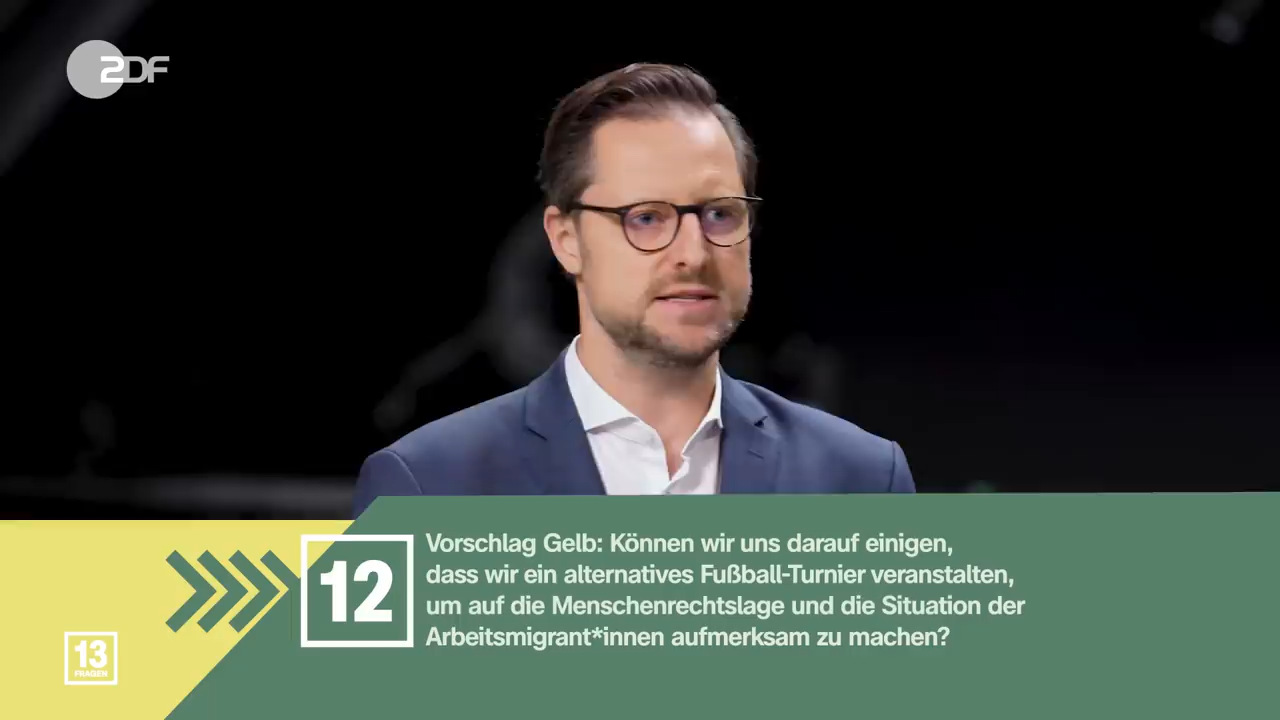 ZDF
12
Vorschlag Gelb: Können wir uns darauf einigen,
dass wir ein alternatives Fußball-Turnier veranstalten,
um auf die Menschenrechtslage und die Situation der
Arbeitsmigrant*innen aufmerksam zu machen?
13
FRAGEN